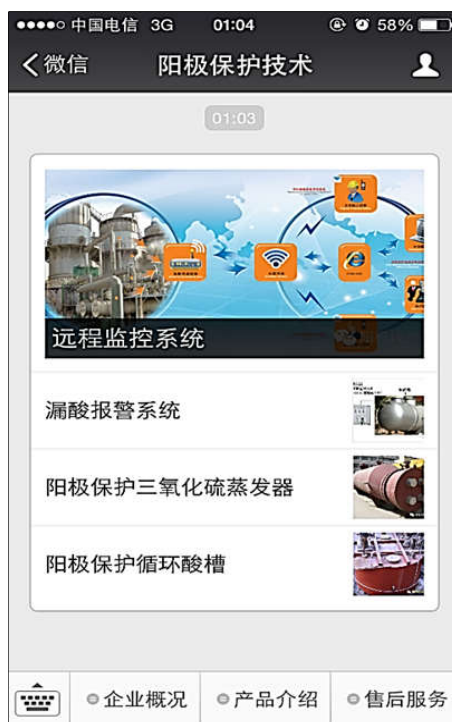 中国电信 3G 01:04 58%
微信 阳极保护技术
01:03
远程监控系统
漏酸报警系统
阳极保护三氧化硫蒸发器
阳极保护循环酸槽
企业概况 产品介绍 售后服务